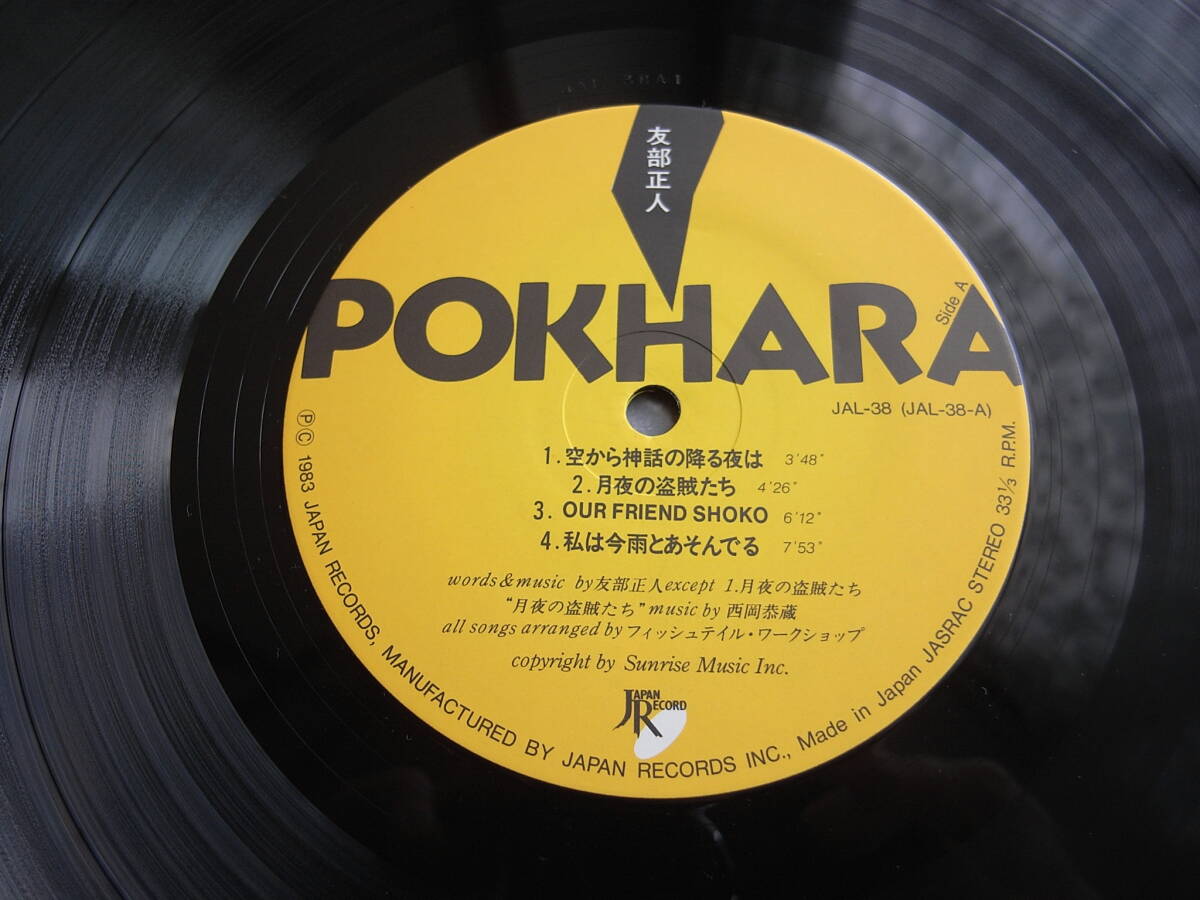 友部正人
POKHARA
Side A
JAL-38 (JAL-38-A)
1. 空から神話の降る夜は 3'48"
2. 月夜の盗賊たち 4'26"
3. OUR FRIEND SHOKO 6'12"
4. 私は今雨とあそんでる 7'53"
words & music by 友部正人 except 1. 月夜の盗賊たち
“月夜の盗賊たち” music by 西岡恭蔵
all songs arranged by フィッシュテイル・ワークショップ
copyright by Sunrise Music Inc.
JAPAN RECORD
Ⓟ Ⓒ 1983 JAPAN RECORDS, MANUFACTURED BY JAPAN RECORDS INC., Made in Japan JASRAC STEREO 33⅓ R.P.M.